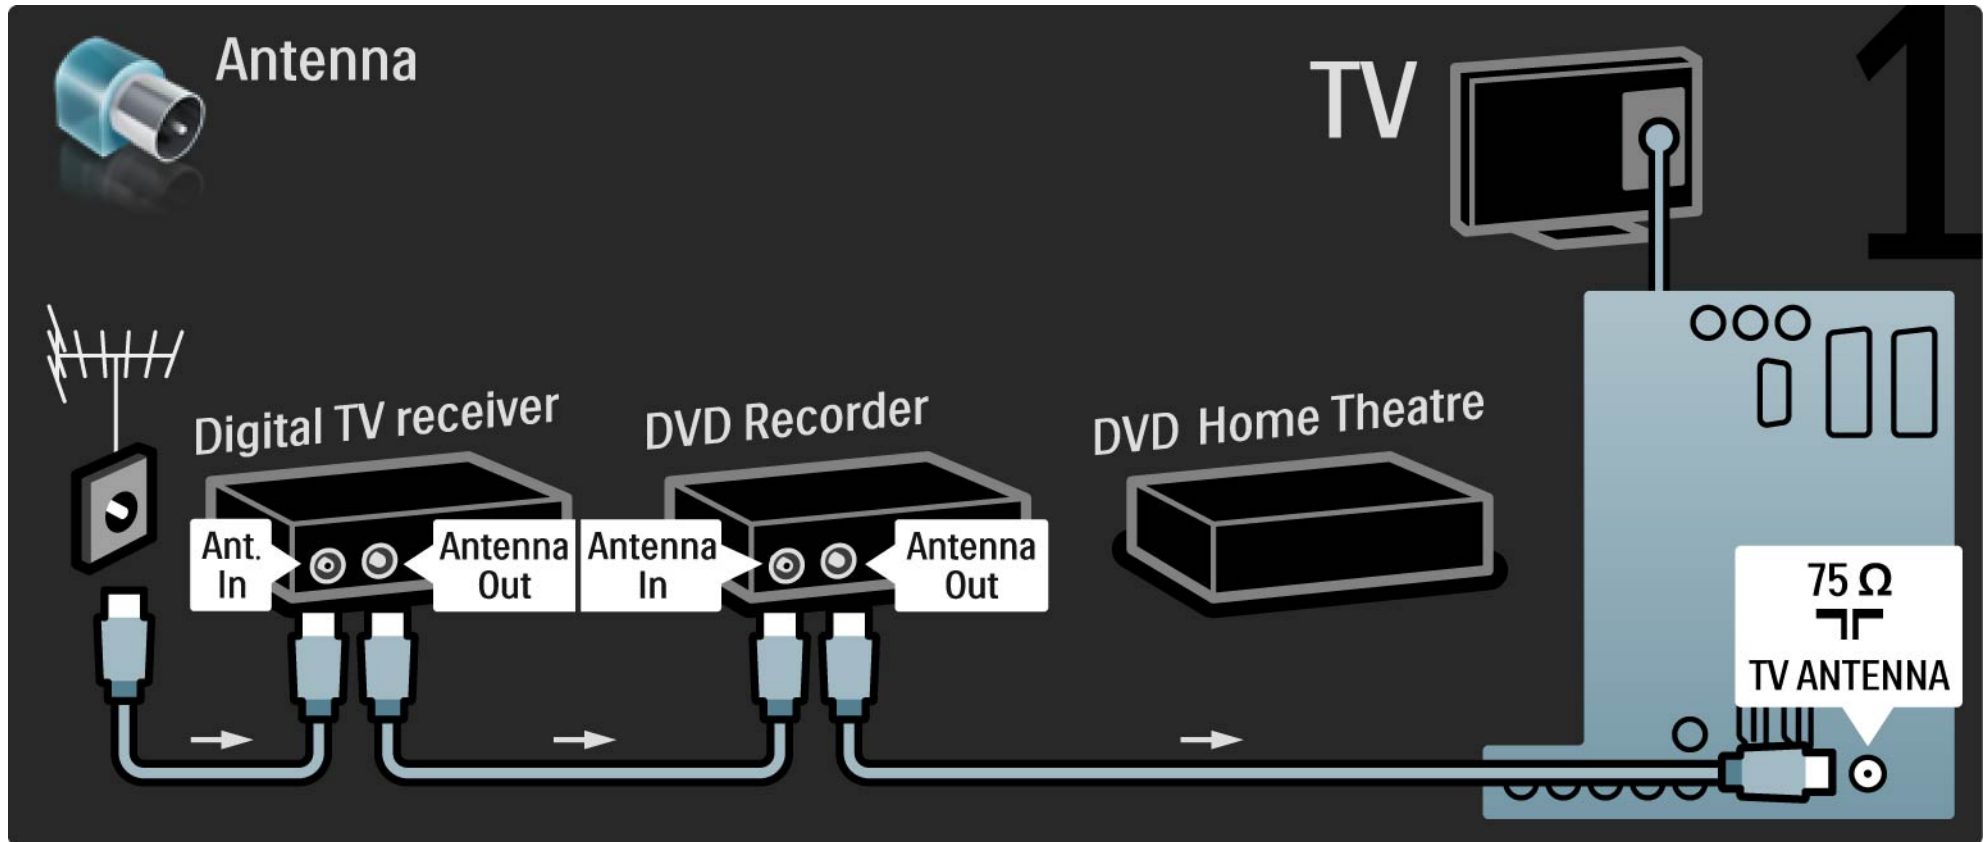 Antenna
TV
1
Digital TV receiver
DVD Recorder
DVD Home Theatre
Ant.
In
Antenna
Out
Antenna
In
Antenna
Out
75 Ω
TV ANTENNA